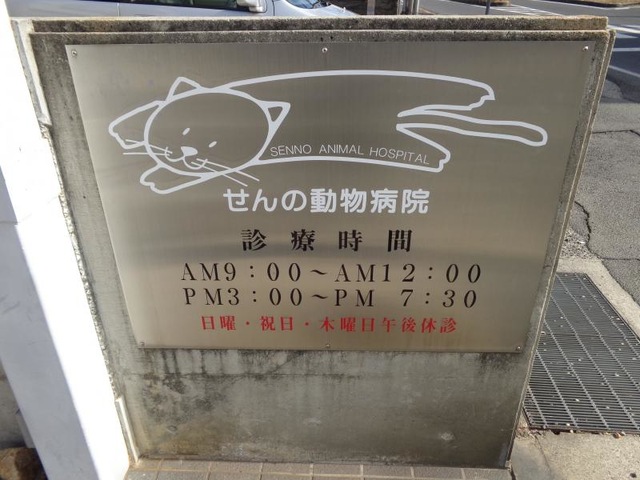 SENNO ANIMAL HOSPITAL
せんの動物病院
診療時間
AM9:00～AM12:00
PM3:00～PM 7:30
日曜・祝日・木曜日午後休診